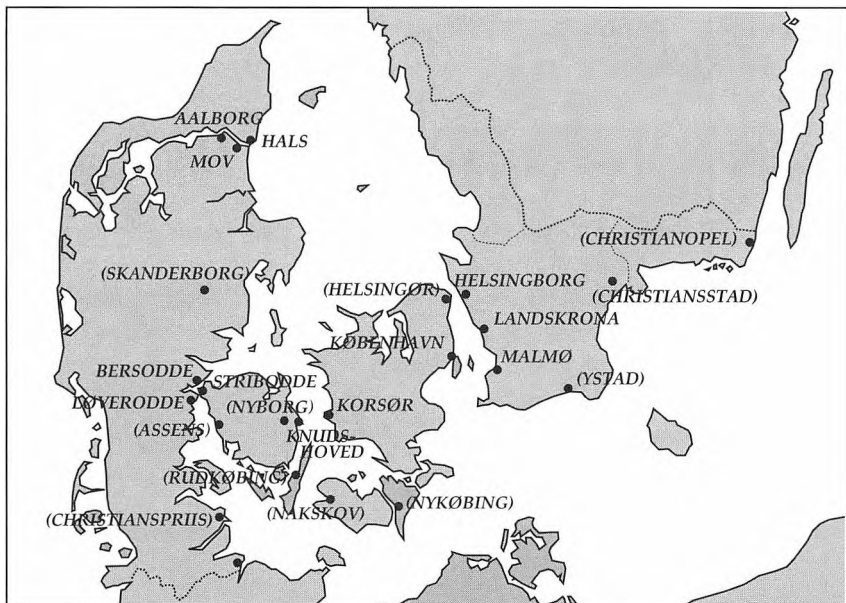 AALBORG
HALS
MOV
(CHRISTIANOPEL)
(SKANDERBORG)
(HELSINGØR)
HELSINGBORG
(CHRISTIANSSTAD)
LANDSKRONA
KØBENHAVN
BERSODDE
MALMØ
STRIBODDE
(YSTAD)
LØVERODDE
(NYBORG)
KORSØR
(ASSENS)
KNUDS-
HOVED
(RUDKØBING)
(NAKSKOV)
(NYKØBING)
(CHRISTIANSPRIIS)